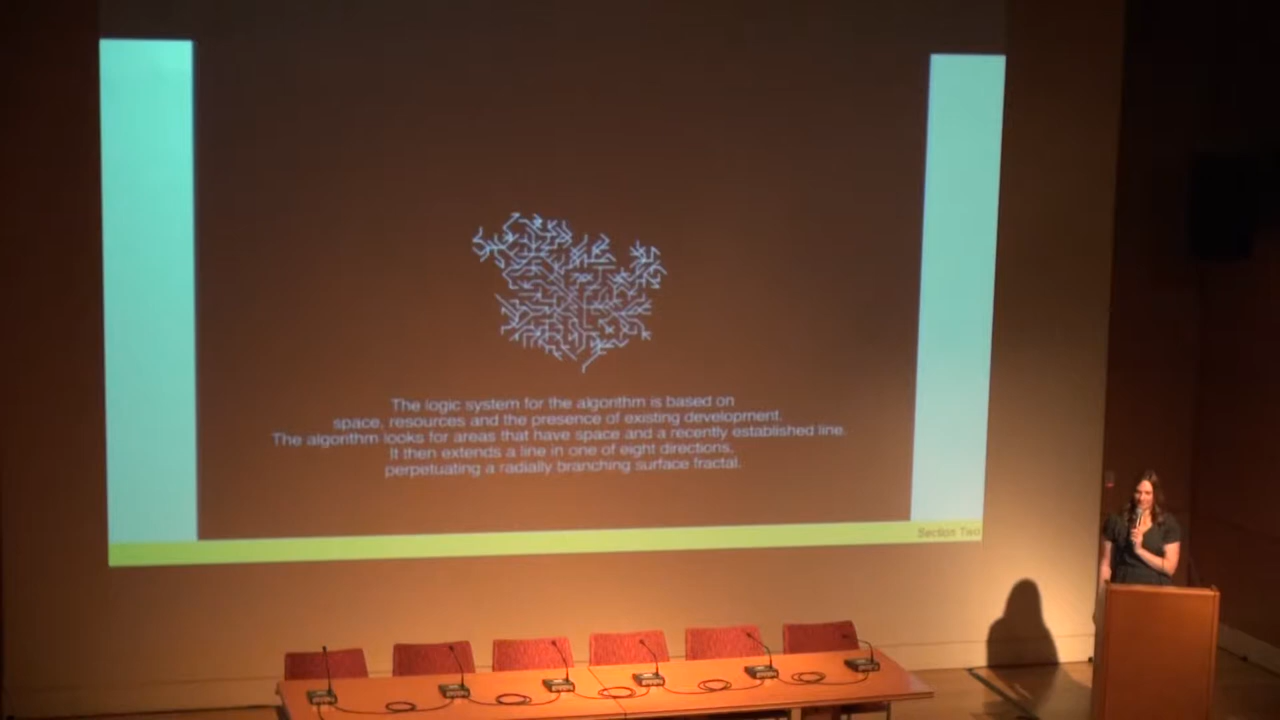 The logic system for the algorithm is based on
space, resources and the presence of existing development.
The algorithm looks for areas that have space and a recently established line.
It then extends a line in one of eight directions,
perpetuating a radially branching surface fractal.
Section Two